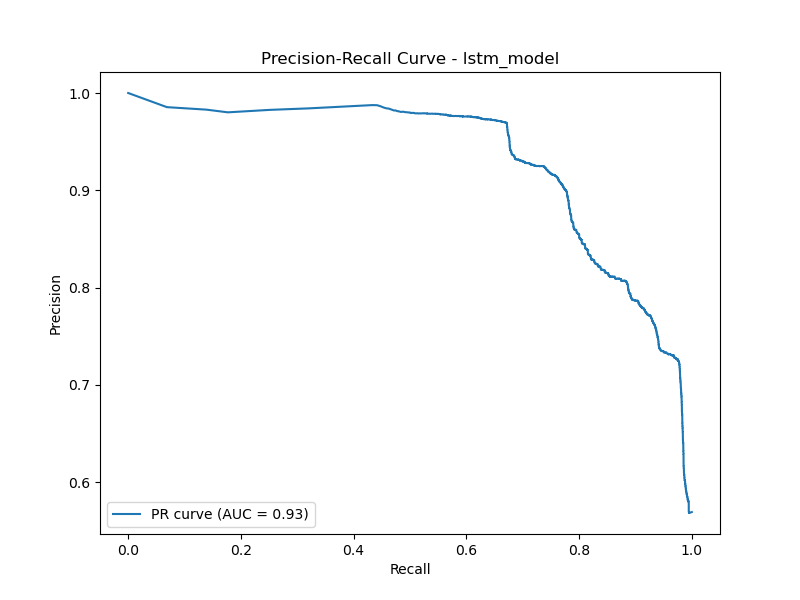 Precision-Recall Curve - lstm_model
1.0
0.9
0.8
0.7
0.6
Precision
PR curve (AUC = 0.93)
0.0 0.2 0.4 0.6 0.8 1.0
Recall